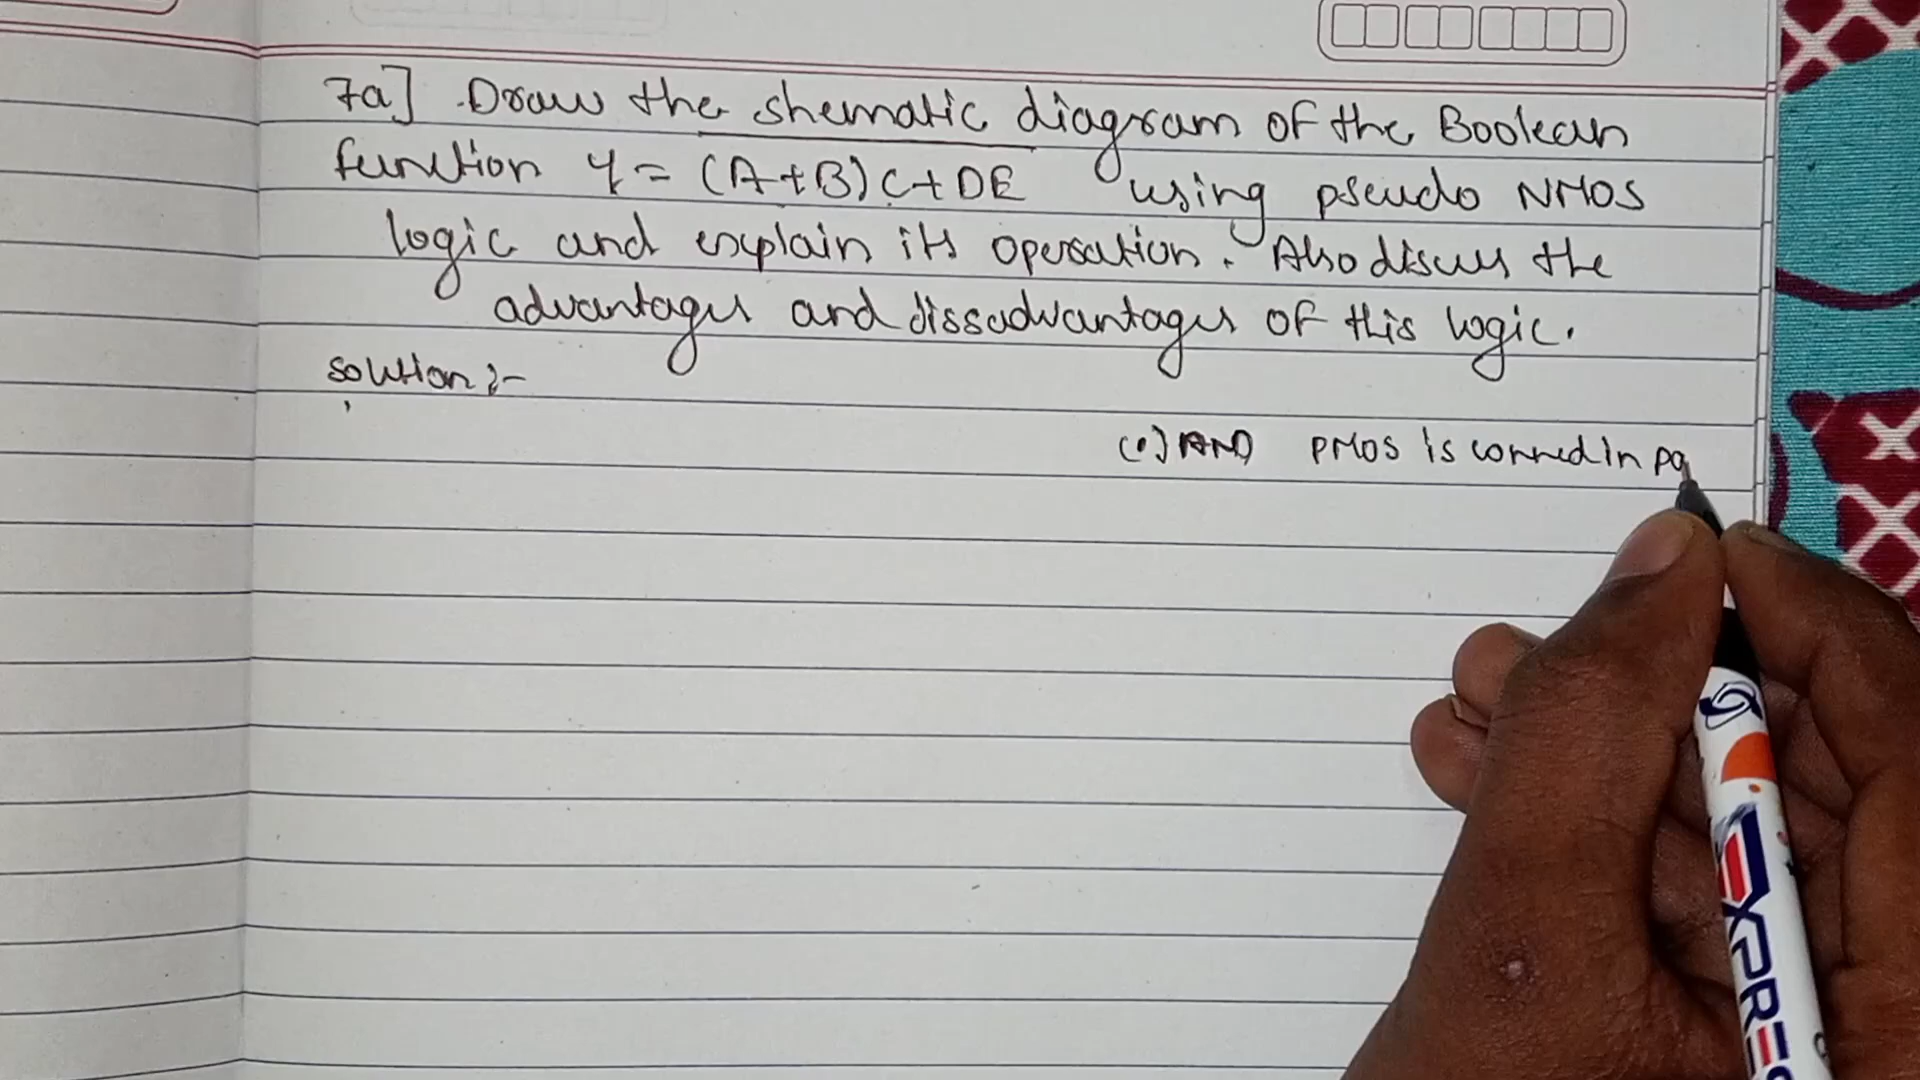 7a] Draw the shematic diagram of the Boolean
function Y = (A+B)C+DE using pseudo NMOS
logic and explain its operation. Also discuss the
advantages and dissadvantages of this logic.
Solution :-
(•) AND PMOS is conned in pa
EXPRES